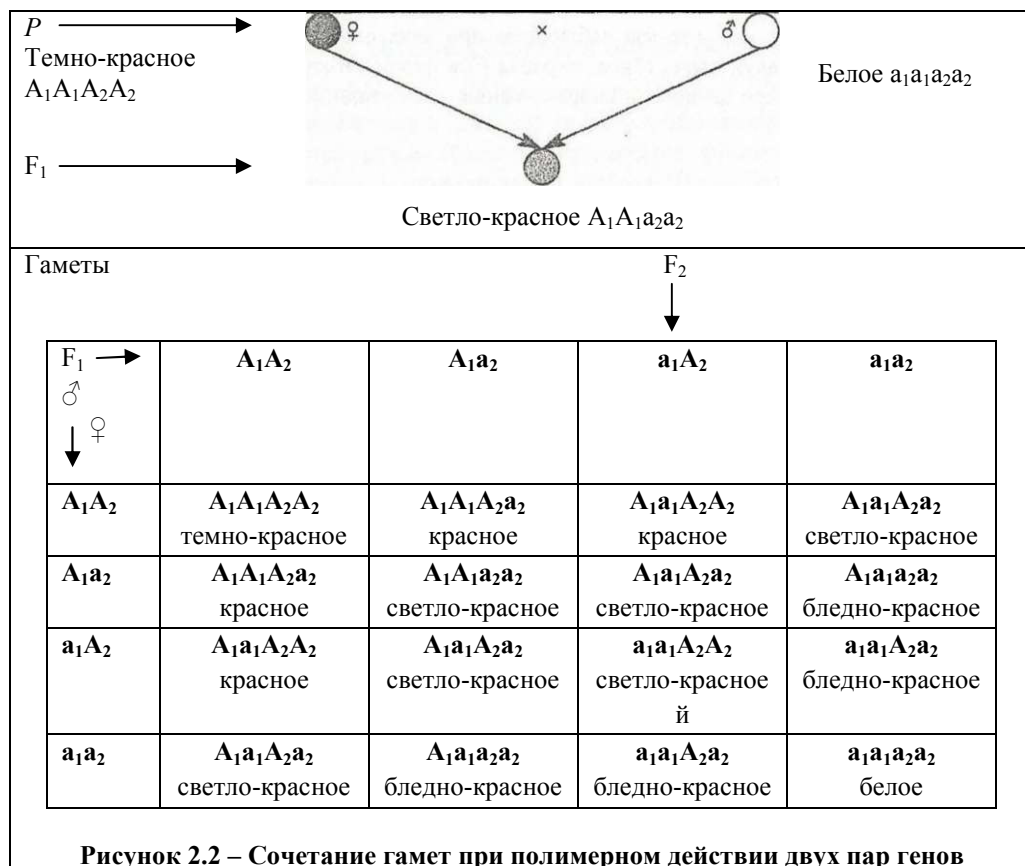 P
Темно-красное
A₁A₁A₂A₂
♀ × ♂
Белое a₁a₁a₂a₂
F₁
Светло-красное A₁A₁a₂a₂
Гаметы F₂
F₁ A₁A₂ A₁a₂ a₁A₂ a₁a₂
♂
♀
A₁A₂ A₁A₁A₂A₂ A₁A₁A₂a₂ A₁a₁A₂A₂ A₁a₁A₂a₂
темно-красное красное красное светло-красное
A₁a₂ A₁A₁A₂a₂ A₁A₁a₂a₂ A₁a₁A₂a₂ A₁a₁a₂a₂
красное светло-красное светло-красное бледно-красное
a₁A₂ A₁a₁A₂A₂ A₁a₁A₂a₂ a₁a₁A₂A₂ a₁a₁A₂a₂
красное светло-красное светло-красное бледно-красное
й
a₁a₂ A₁a₁A₂a₂ A₁a₁a₂a₂ a₁a₁A₂a₂ a₁a₁a₂a₂
светло-красное бледно-красное бледно-красное белое
Рисунок 2.2 – Сочетание гамет при полимерном действии двух пар генов